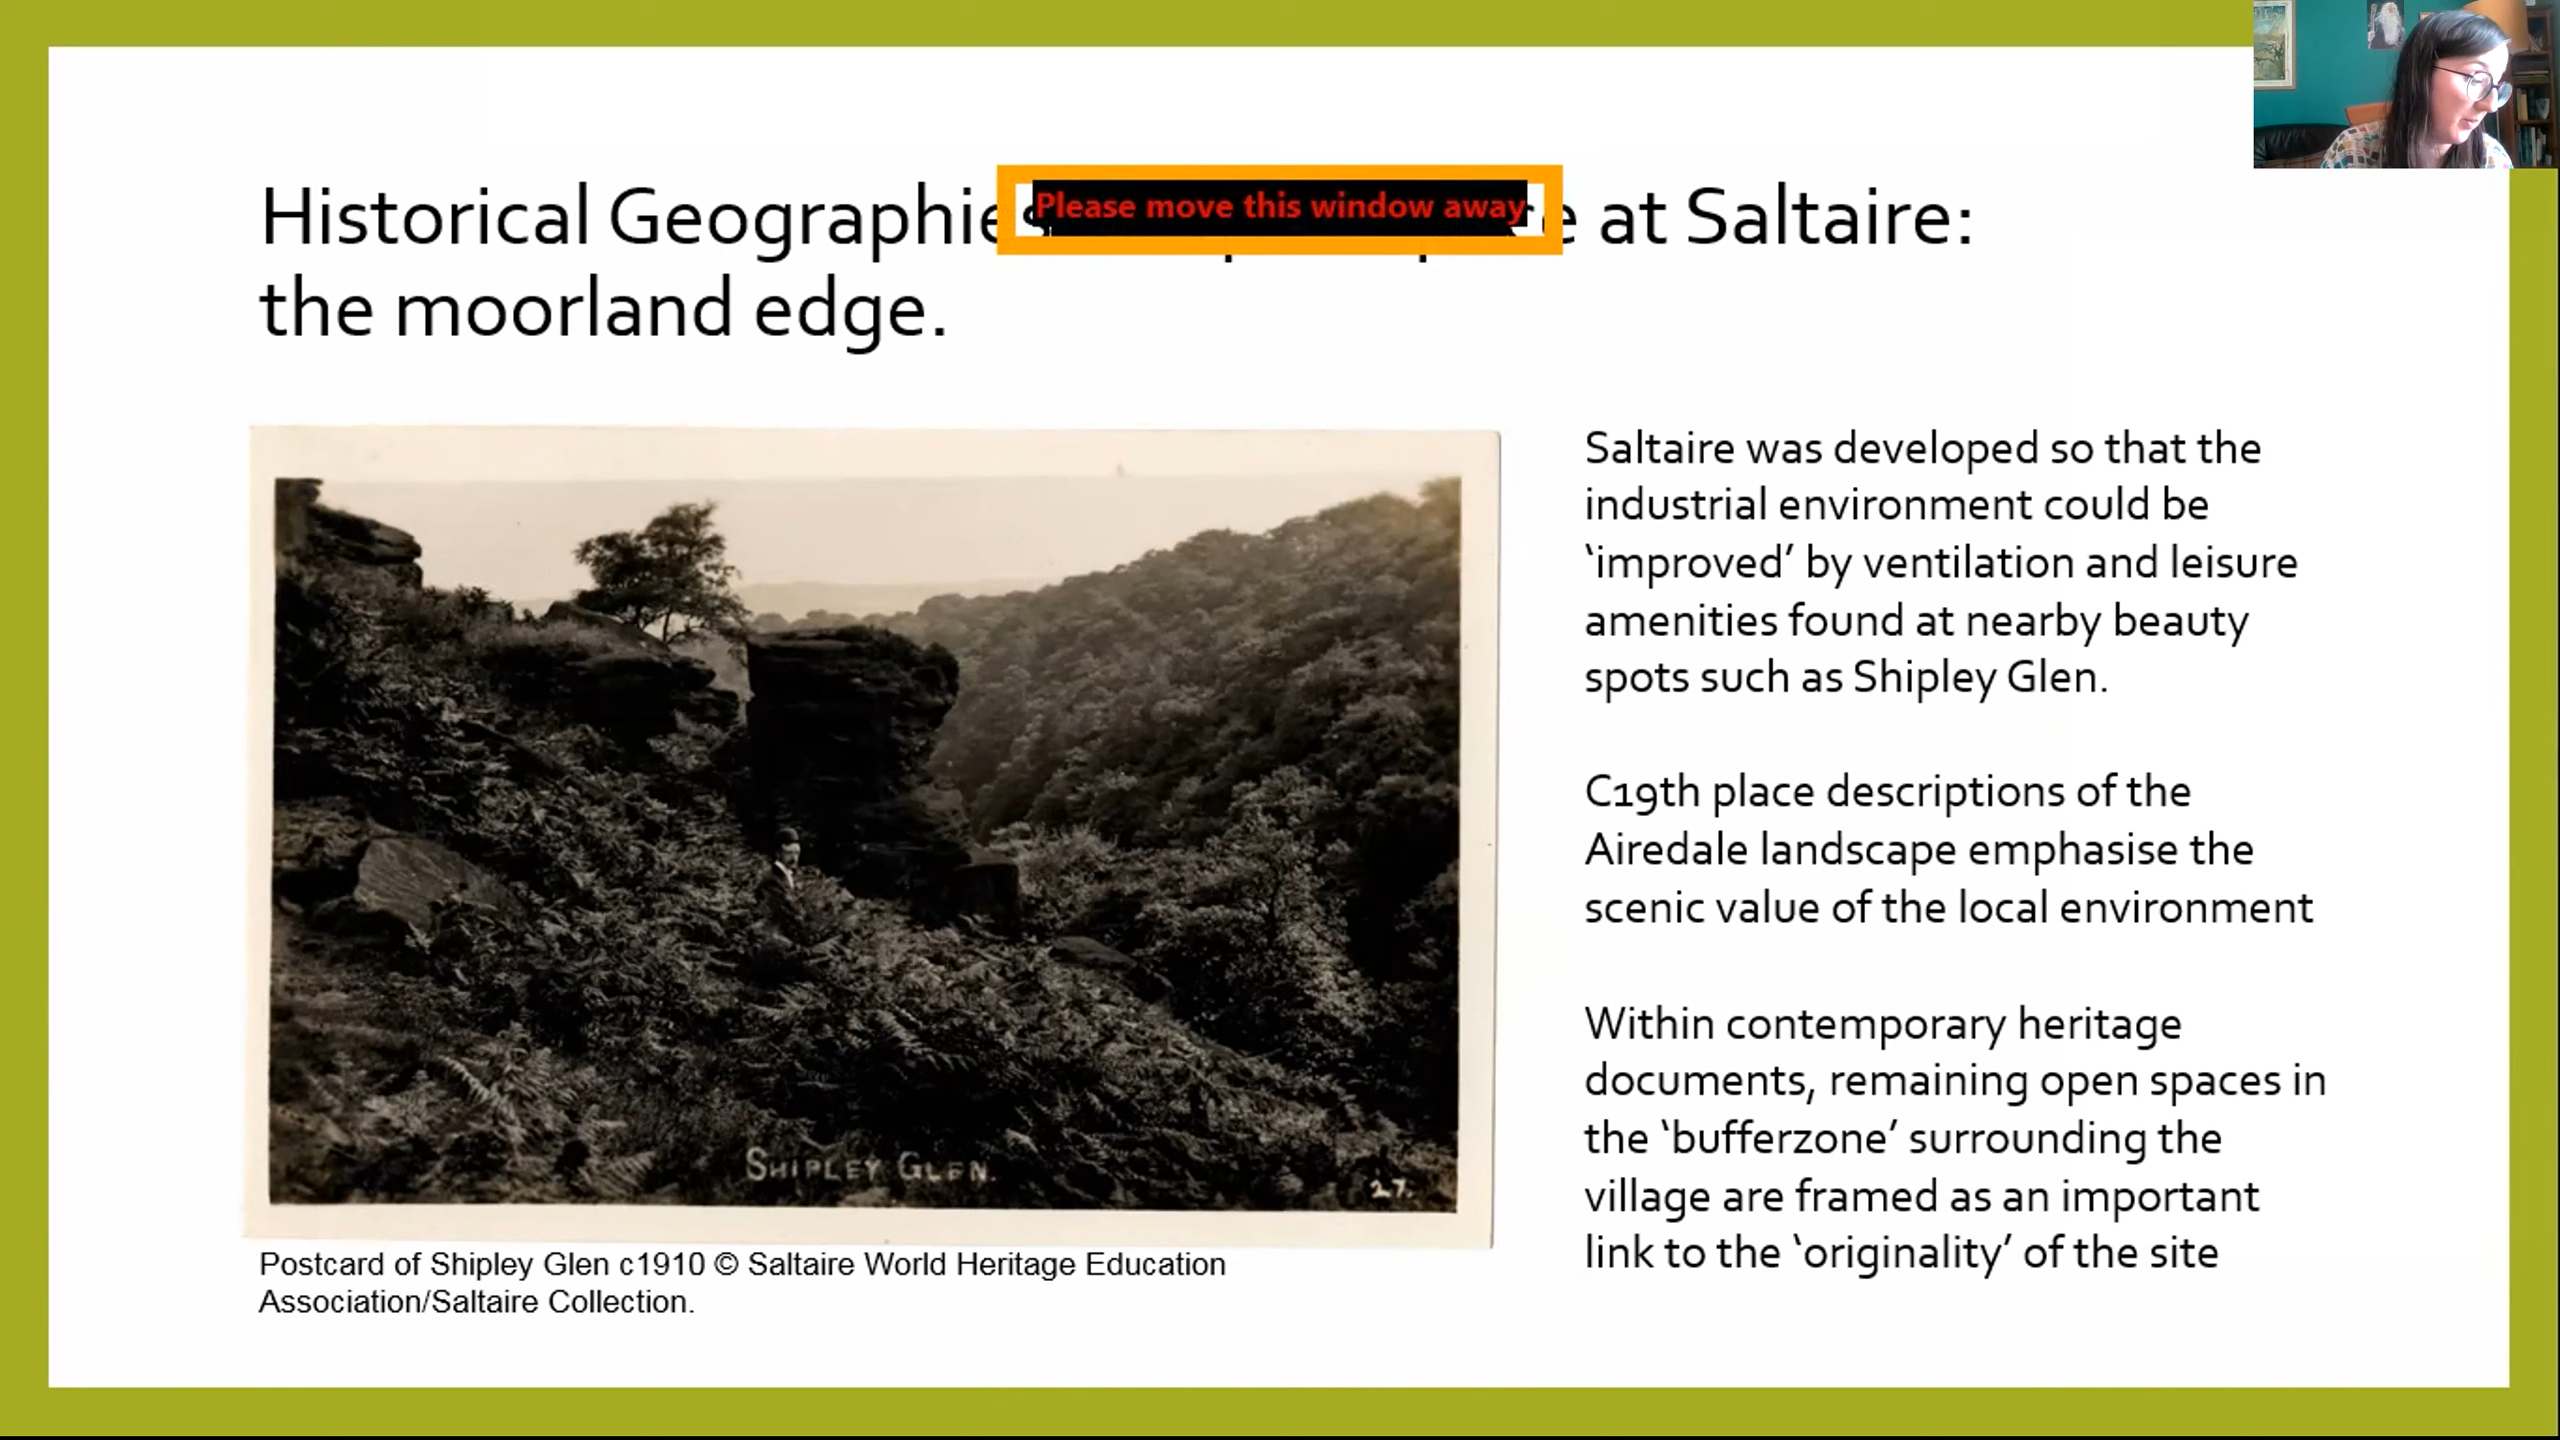 Historical Geographies
Please move this window away
at Saltaire:
the moorland edge.
Saltaire was developed so that the
industrial environment could be
‘improved’ by ventilation and leisure
amenities found at nearby beauty
spots such as Shipley Glen.
C19th place descriptions of the
Airedale landscape emphasise the
scenic value of the local environment
Within contemporary heritage
documents, remaining open spaces in
the ‘bufferzone’ surrounding the
village are framed as an important
link to the ‘originality’ of the site
SHIPLEY GLEN.
27.
Postcard of Shipley Glen c1910 © Saltaire World Heritage Education
Association/Saltaire Collection.